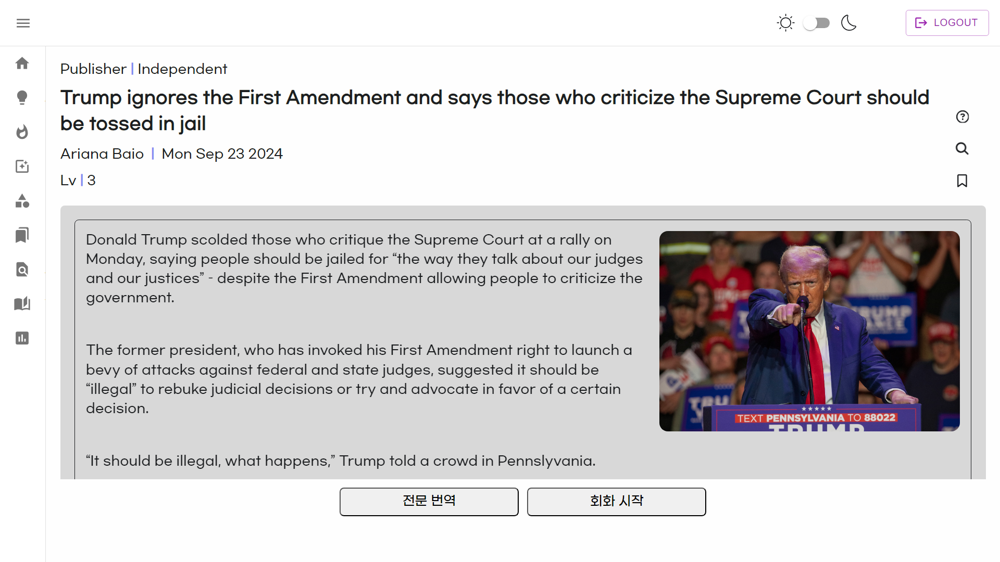 LOGOUT
Publisher | Independent
Trump ignores the First Amendment and says those who criticize the Supreme Court should
be tossed in jail
Ariana Baio | Mon Sep 23 2024
Lv | 3
Donald Trump scolded those who critique the Supreme Court at a rally on
Monday, saying people should be jailed for “the way they talk about our judges
and our justices” - despite the First Amendment allowing people to criticize the
government.
The former president, who has invoked his First Amendment right to launch a
bevy of attacks against federal and state judges, suggested it should be
“illegal” to rebuke judicial decisions or try and advocate in favor of a certain
decision.
“It should be illegal, what happens,” Trump told a crowd in Pennslyvania.
TEXT PENNSYLVANIA TO 88022
TRUMP
전문 번역
회화 시작